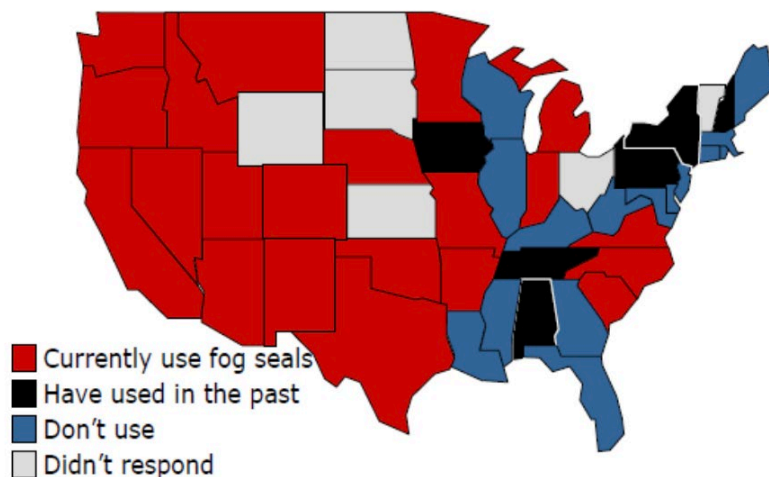 Currently use fog seals
Have used in the past
Don't use
Didn't respond